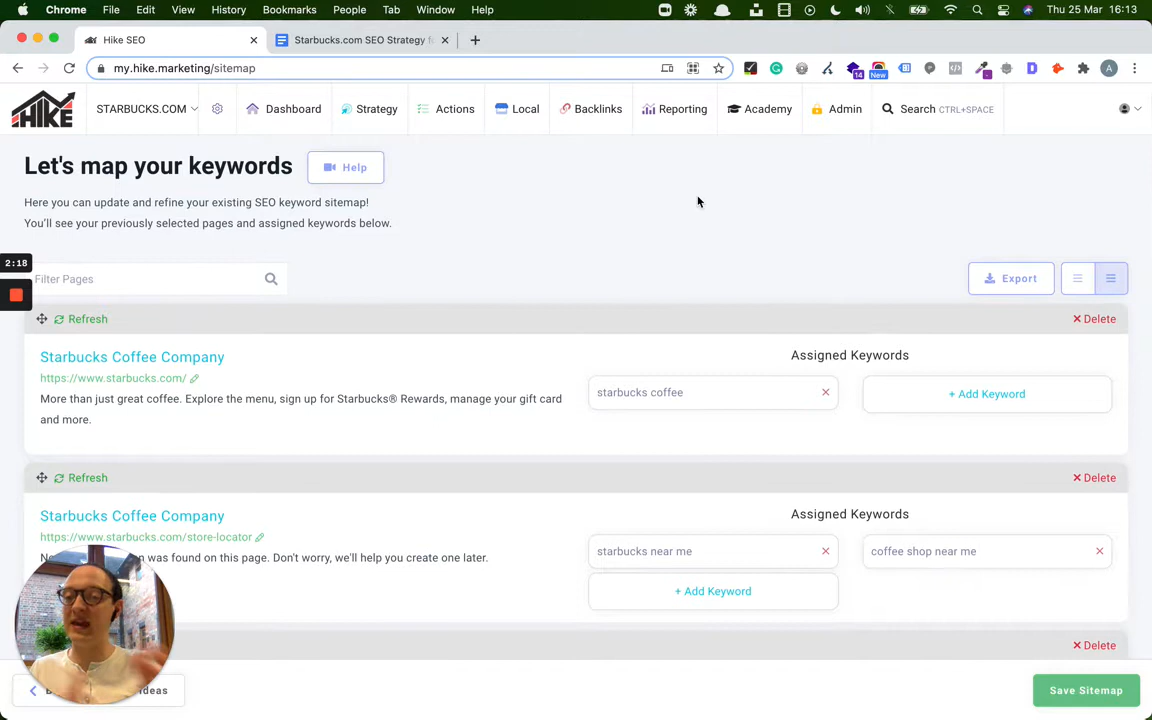 Chrome File Edit View History Bookmarks People Tab Window Help Thu 25 Mar 16:13
Hike SEO
Starbucks.com SEO Strategy f
my.hike.marketing/sitemap
14
New
A
HIKE
STARBUCKS.COM
Dashboard
Strategy
Actions
Local
Backlinks
Reporting
Academy
Admin
Search CTRL+SPACE
Let's map your keywords
Help
Here you can update and refine your existing SEO keyword sitemap!
You'll see your previously selected pages and assigned keywords below.
2:18
Filter Pages
Export
Refresh
Delete
Starbucks Coffee Company
Assigned Keywords
https://www.starbucks.com/
starbucks coffee
+ Add Keyword
More than just great coffee. Explore the menu, sign up for Starbucks® Rewards, manage your gift card
and more.
Refresh
Delete
Starbucks Coffee Company
Assigned Keywords
https://www.starbucks.com/store-locator
starbucks near me
coffee shop near me
No n was found on this page. Don't worry, we'll help you create one later.
+ Add Keyword
Delete
deas
Save Sitemap